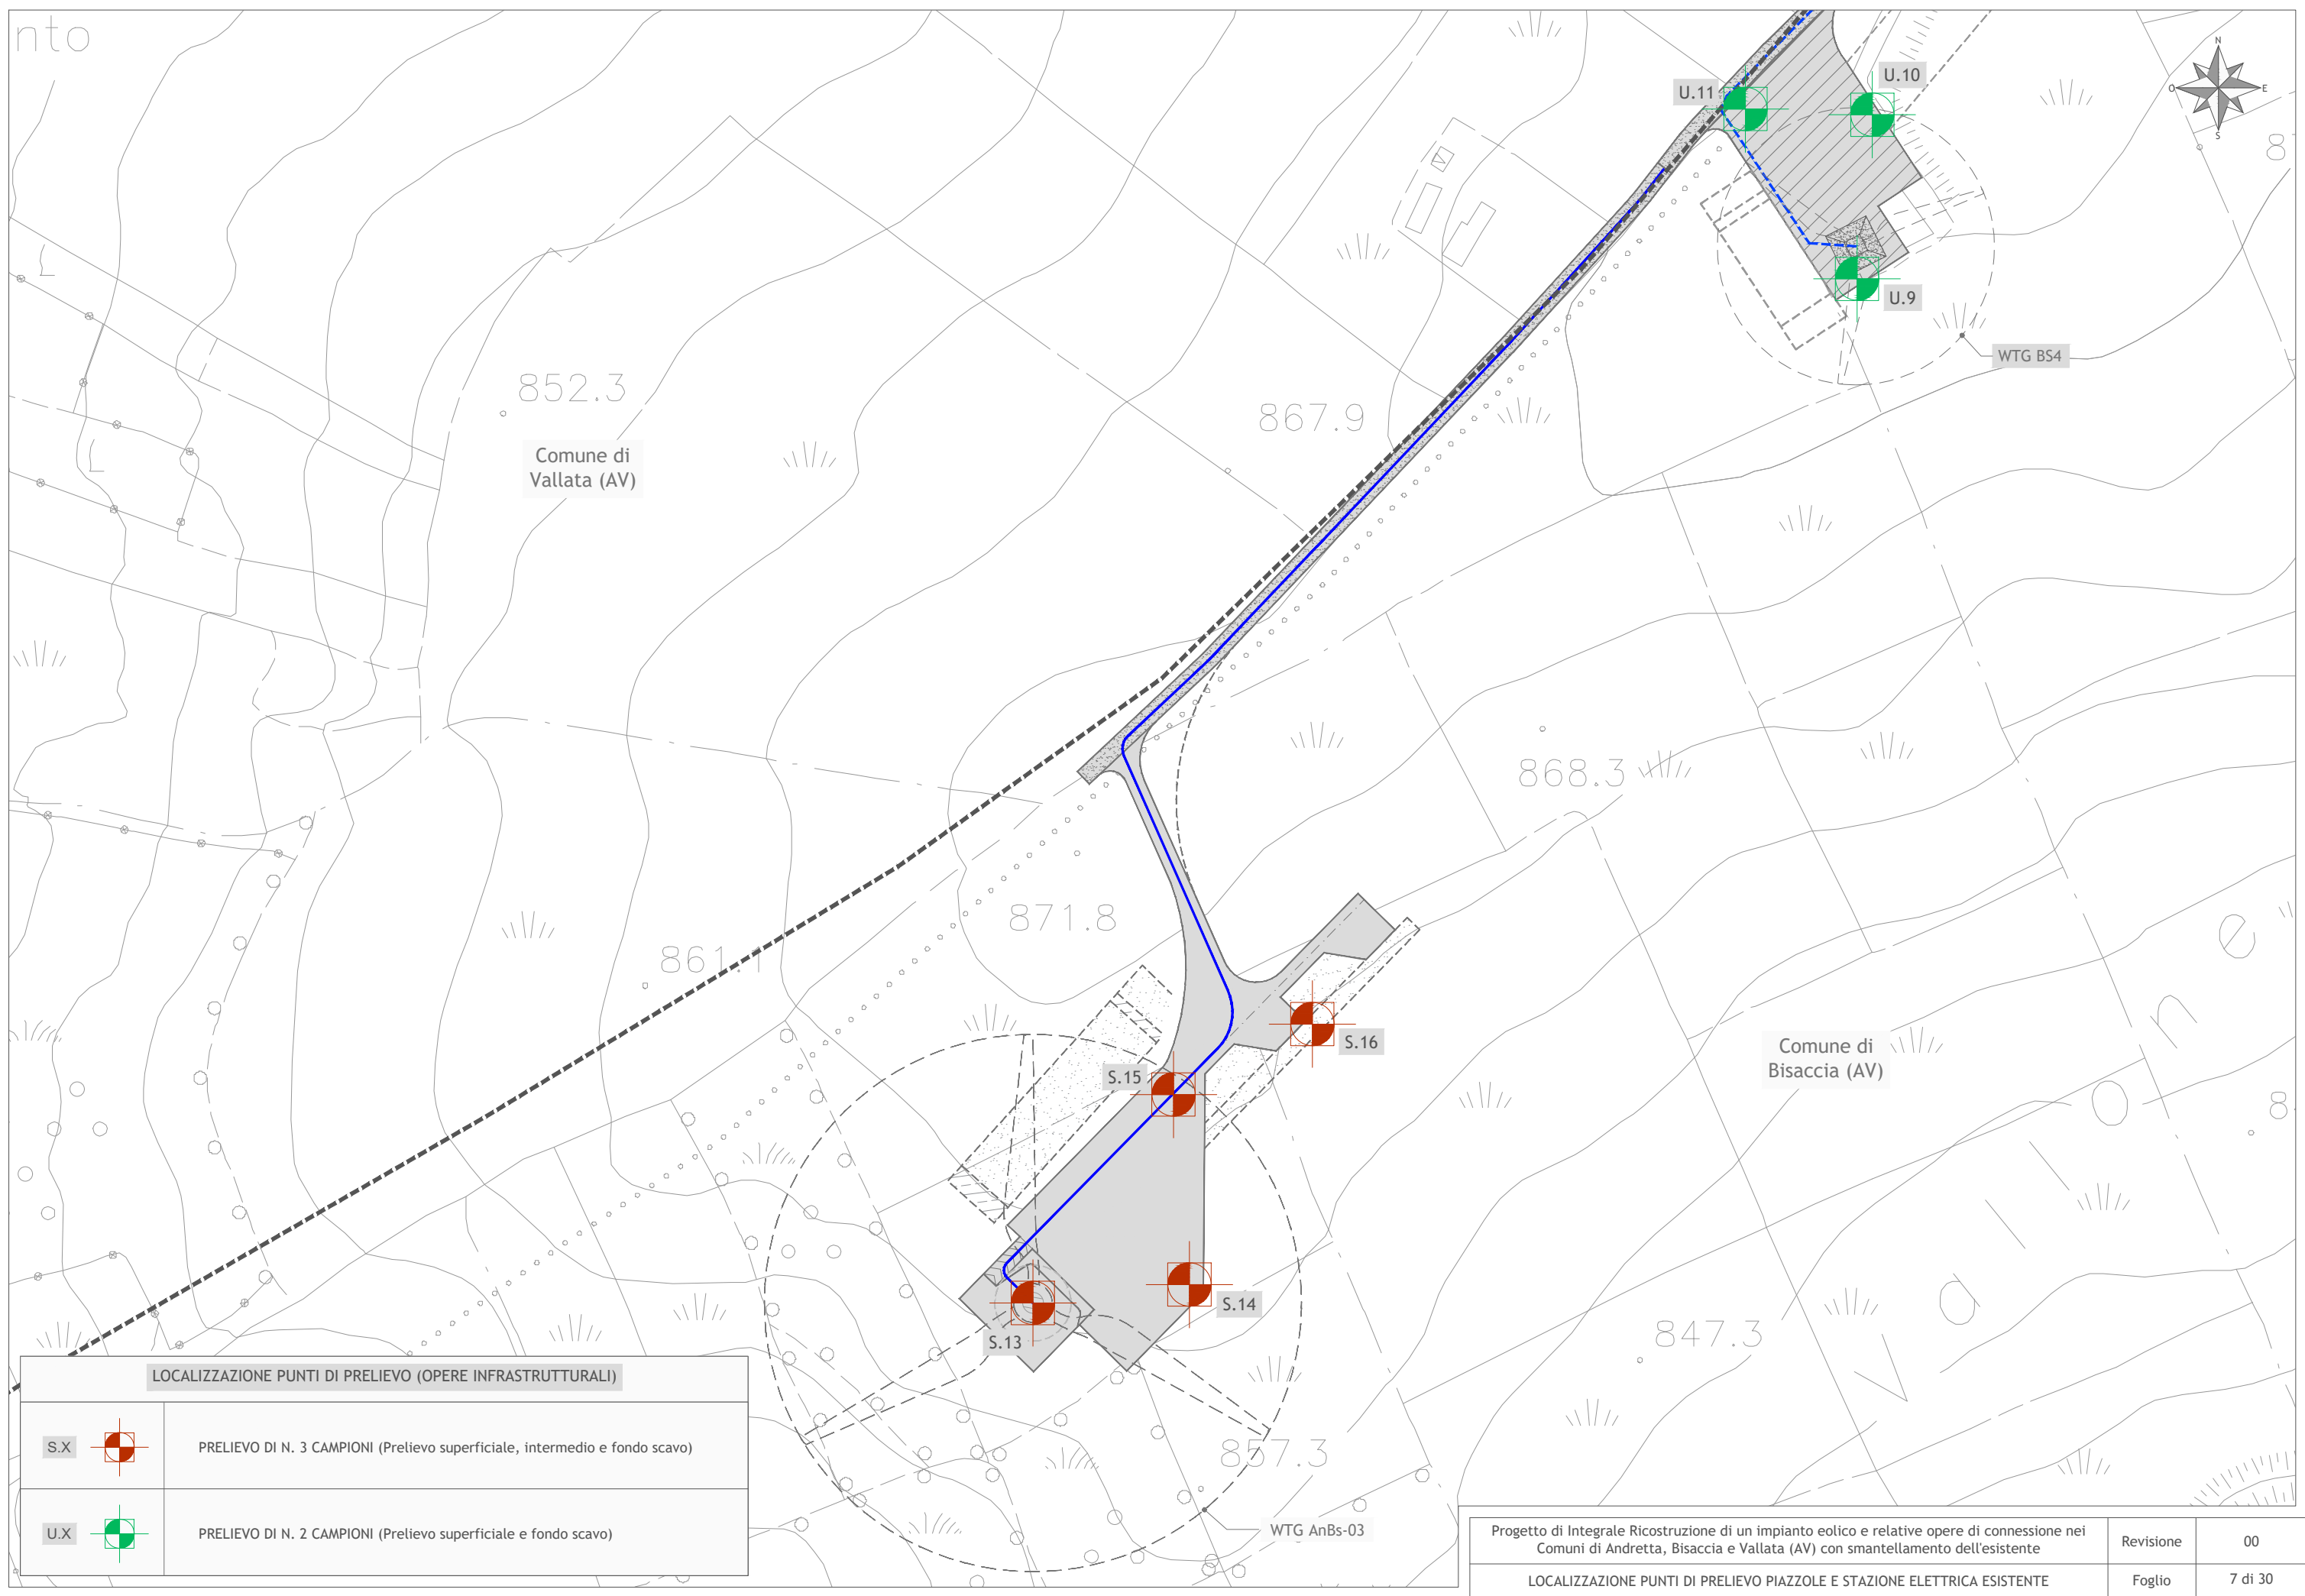 nto
N
O
E
S
U.11
U.10
8
U.9
WTG BS4
852.3
Comune di
Vallata (AV)
867.9
868.3
871.8
861.1
e
n
o
S.16
S.15
Comune di
Bisaccia (AV)
8
S.14
S.13
847.3
857.3
N
WTG AnBs-03
LOCALIZZAZIONE PUNTI DI PRELIEVO (OPERE INFRASTRUTTURALI)
S.X
PRELIEVO DI N. 3 CAMPIONI (Prelievo superficiale, intermedio e fondo scavo)
U.X
PRELIEVO DI N. 2 CAMPIONI (Prelievo superficiale e fondo scavo)
Progetto di Integrale Ricostruzione di un impianto eolico e relative opere di connessione nei
Comuni di Andretta, Bisaccia e Vallata (AV) con smantellamento dell'esistente
Revisione
00
LOCALIZZAZIONE PUNTI DI PRELIEVO PIAZZOLE E STAZIONE ELETTRICA ESISTENTE
Foglio
7 di 30